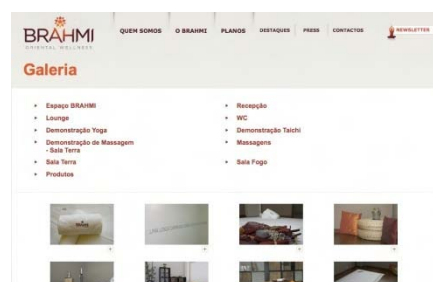 BRAHMI
ORIENTAL WELLNESS
QUEM SOMOS
O BRAHMI
PLANOS
DESTAQUES
PRESS
CONTACTOS
NEWSLETTER
Galeria
Espaço BRAHMI
Lounge
Demonstração Yoga
Demonstração de Massagem
- Sala Terra
Sala Terra
Produtos
Recepção
WC
Demonstração Taichi
Massagens
Sala Fogo